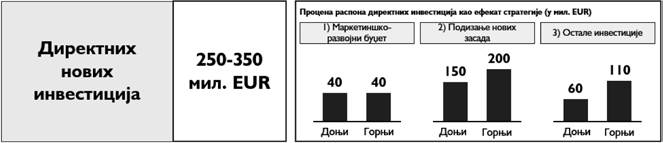 Директних
нових
инвестиција
250-350
мил. EUR
Процена распона директних инвестиција као ефекат стратегије (у мил. EUR)
1) Маркетиншко-
развојни буџет
40
40
Доњи
Горњи
2) Подизање нових
засада
150
200
Доњи
Горњи
3) Остале инвестиције
60
110
Доњи
Горњи